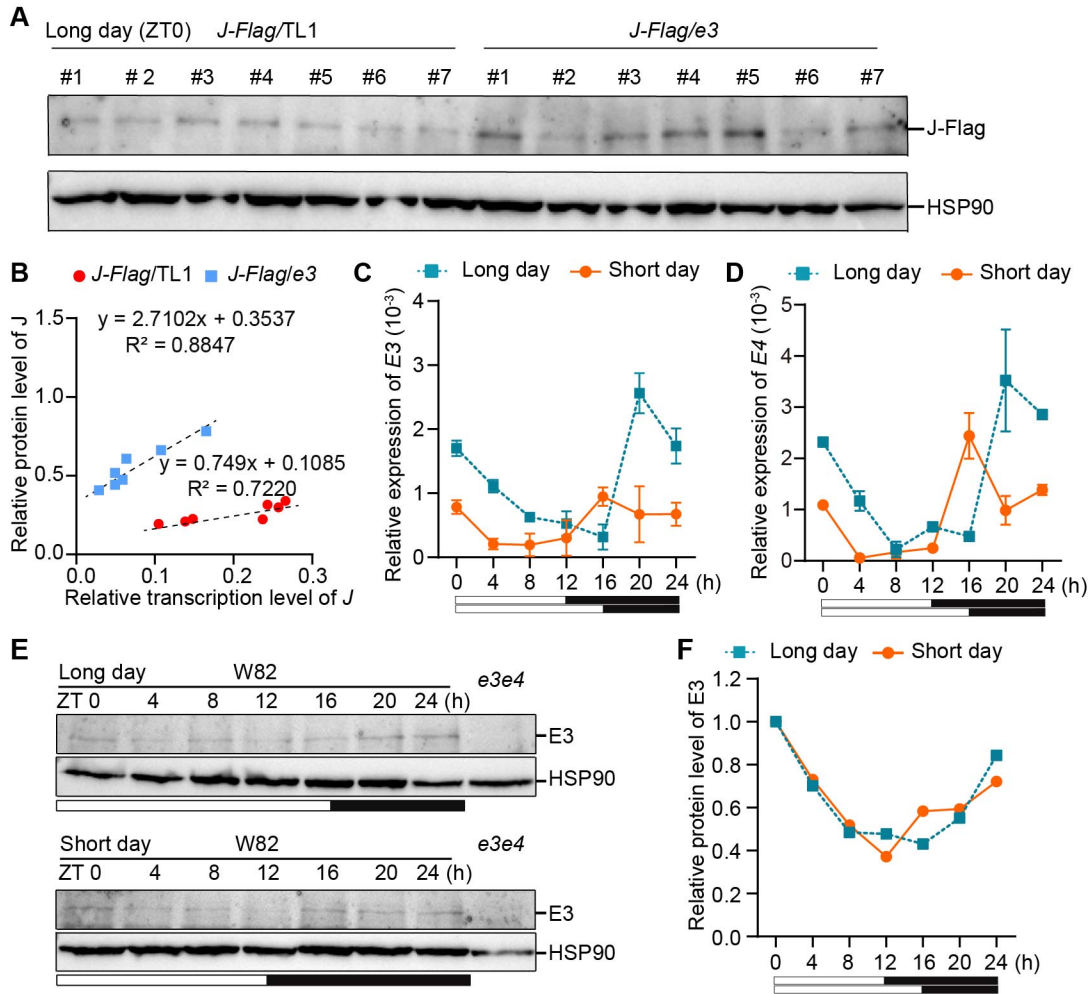 A
Long day (ZT0) J-Flag/TL1 J-Flag/e3
#1 # 2 #3 #4 #5 #6 #7 #1 #2 #3 #4 #5 #6 #7
J-Flag
HSP90
B
J-Flag/TL1 J-Flag/e3
Relative protein level of J
1.5
1.0
0.5
0.0
y = 2.7102x + 0.3537
R² = 0.8847
y = 0.749x + 0.1085
R² = 0.7220
0.1 0.2 0.3
Relative transcription level of J
C
Long day Short day
Relative expression of E3 (10⁻³)
4
3
2
1
0
0 4 8 12 16 20 24 (h)
D
Long day Short day
Relative expression of E4 (10⁻³)
5
4
3
2
1
0
0 4 8 12 16 20 24 (h)
E
Long day W82 e3e4
ZT 0 4 8 12 16 20 24 (h)
E3
HSP90
Short day W82 e3e4
ZT 0 4 8 12 16 20 24 (h)
E3
HSP90
F
Long day Short day
Relative protein level of E3
1.2
1.0
0.8
0.6
0.4
0.2
0.0
0 4 8 12 16 20 24 (h)